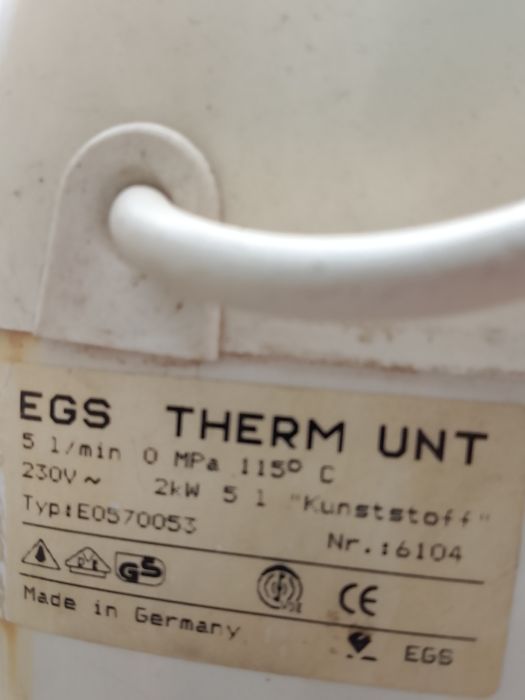 EGS THERM UNT
5 l/min 0 MPa 115° C
230V ~ 2kW 5 l "Kunststoff"
Typ:E0570053 Nr.:6104
GS VDE CE
Made in Germany EGS